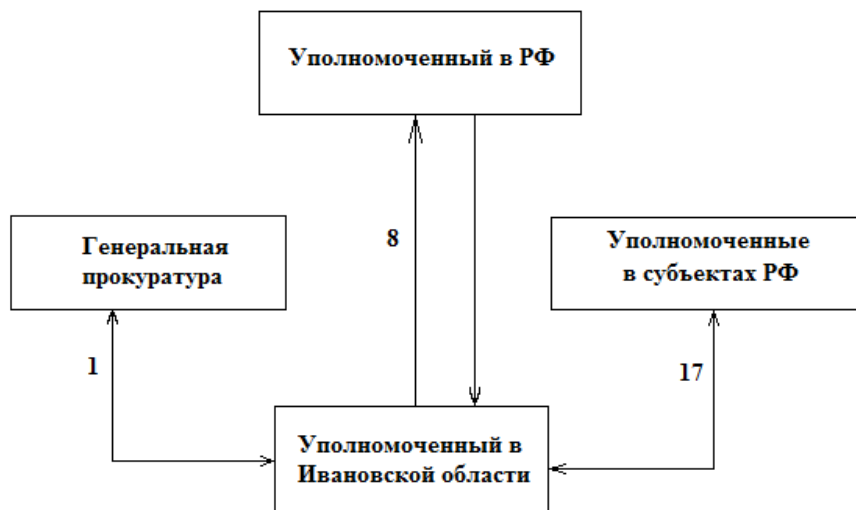 Уполномоченный в РФ
Генеральная
прокуратура
8
Уполномоченные
в субъектах РФ
1
17
Уполномоченный в
Ивановской области